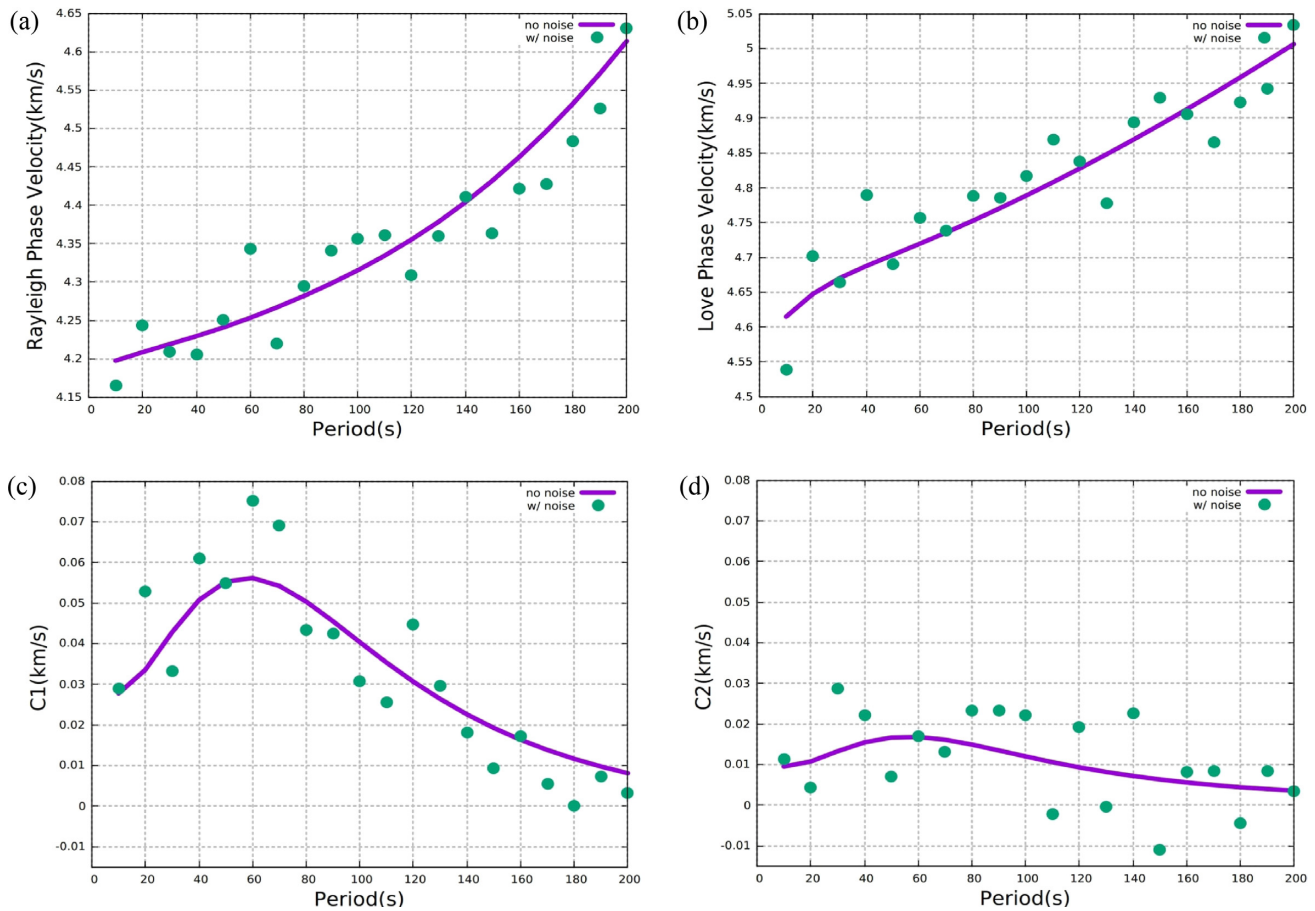 (a)
Rayleigh Phase Velocity(km/s)
4.65
4.6
4.55
4.5
4.45
4.4
4.35
4.3
4.25
4.2
4.15
no noise
w/ noise
0 20 40 60 80 100 120 140 160 180 200
Period(s)
(b)
Love Phase Velocity(km/s)
5.05
5
4.95
4.9
4.85
4.8
4.75
4.7
4.65
4.6
4.55
4.5
no noise
w/ noise
0 20 40 60 80 100 120 140 160 180 200
Period(s)
(c)
C1(km/s)
0.08
0.07
0.06
0.05
0.04
0.03
0.02
0.01
0
-0.01
no noise
w/ noise
0 20 40 60 80 100 120 140 160 180 200
Period(s)
(d)
C2(km/s)
0.08
0.07
0.06
0.05
0.04
0.03
0.02
0.01
0
-0.01
no noise
w/ noise
0 20 40 60 80 100 120 140 160 180 200
Period(s)